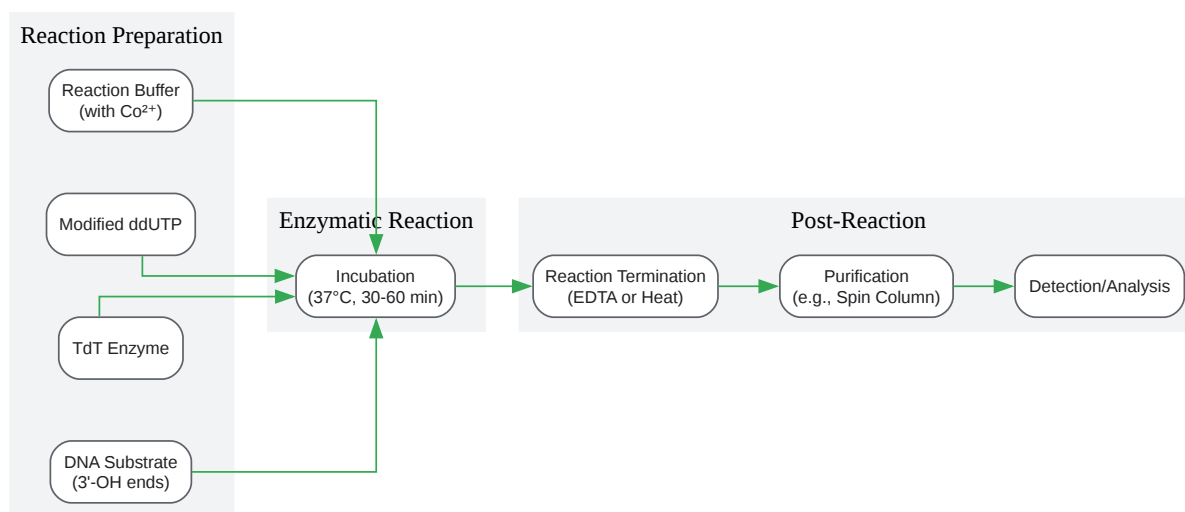 Reaction Preparation
Reaction Buffer
(with Co²⁺)
Modified ddUTP
TdT Enzyme
DNA Substrate
(3'-OH ends)
Enzymatic Reaction
Incubation
(37°C, 30-60 min)
Post-Reaction
Reaction Termination
(EDTA or Heat)
Purification
(e.g., Spin Column)
Detection/Analysis